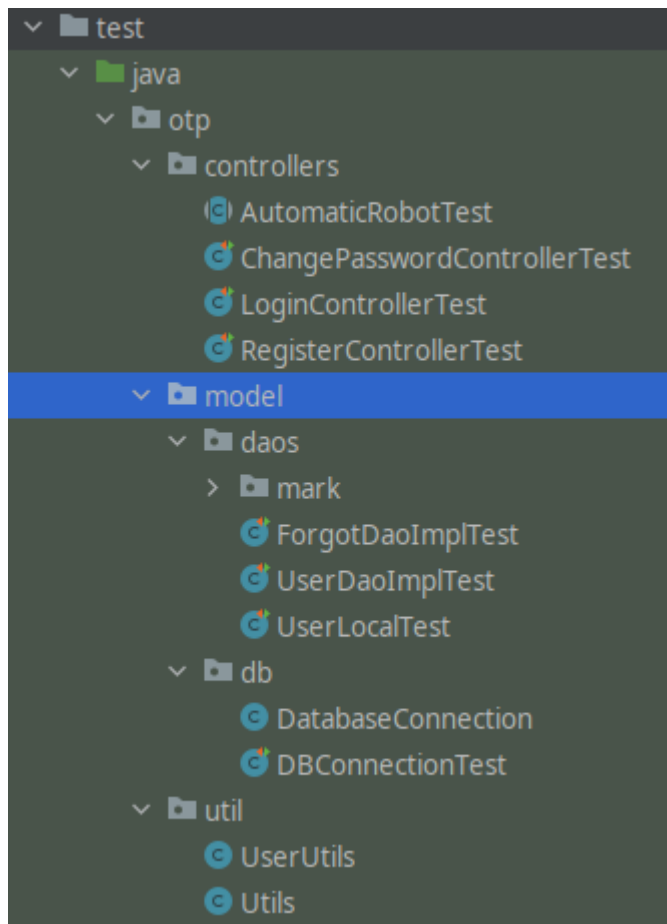 test
java
otp
controllers
AutomaticRobotTest
ChangePasswordControllerTest
LoginControllerTest
RegisterControllerTest
model
daos
mark
ForgotDaoImplTest
UserDaoImplTest
UserLocalTest
db
DatabaseConnection
DBConnectionTest
util
UserUtils
Utils